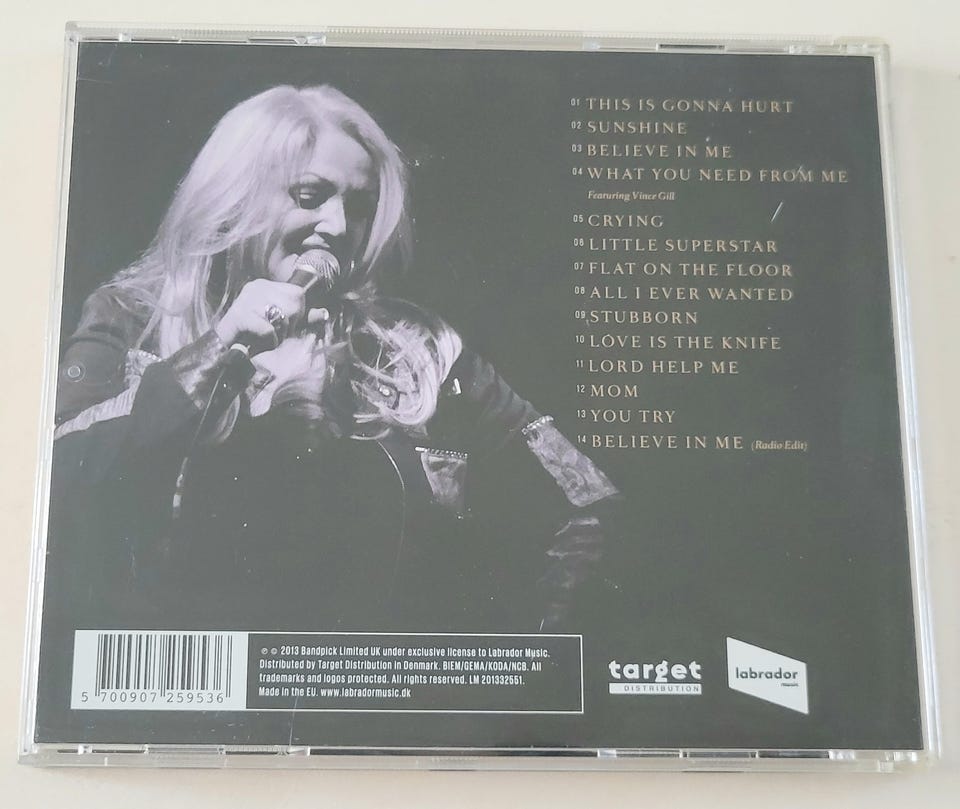 01 THIS IS GONNA HURT
02 SUNSHINE
03 BELIEVE IN ME
04 WHAT YOU NEED FROM ME
Featuring Vince Gill
05 CRYING
06 LITTLE SUPERSTAR
07 FLAT ON THE FLOOR
08 ALL I EVER WANTED
09 STUBBORN
10 LOVE IS THE KNIFE
11 LORD HELP ME
12 MOM
13 YOU TRY
14 BELIEVE IN ME (Radio Edit)
℗ © 2013 Bandpick Limited UK under exclusive license to Labrador Music.
Distributed by Target Distribution in Denmark. BIEM/GEMA/KODA/NCB. All
trademarks and logos protected. All rights reserved. LM 201332551.
Made in the EU. www.labradormusic.dk
5 700907 259536
target
DISTRIBUTION
labrador
music